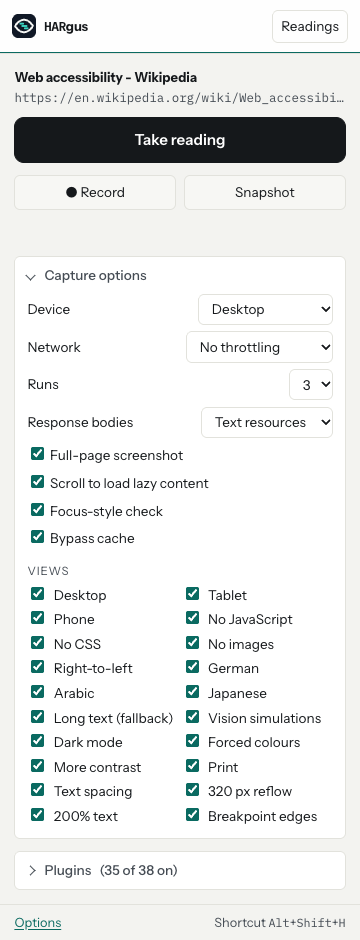 HARgus
Readings
Web accessibility - Wikipedia
https://en.wikipedia.org/wiki/Web_accessibi…
Take reading
Record
Snapshot
Capture options
Device Desktop
Network No throttling
Runs 3
Response bodies Text resources
Full-page screenshot
Scroll to load lazy content
Focus-style check
Bypass cache
VIEWS
Desktop Tablet
Phone No JavaScript
No CSS No images
Right-to-left German
Arabic Japanese
Long text (fallback) Vision simulations
Dark mode Forced colours
More contrast Print
Text spacing 320 px reflow
200% text Breakpoint edges
Plugins (35 of 38 on)
Options Shortcut Alt+Shift+H